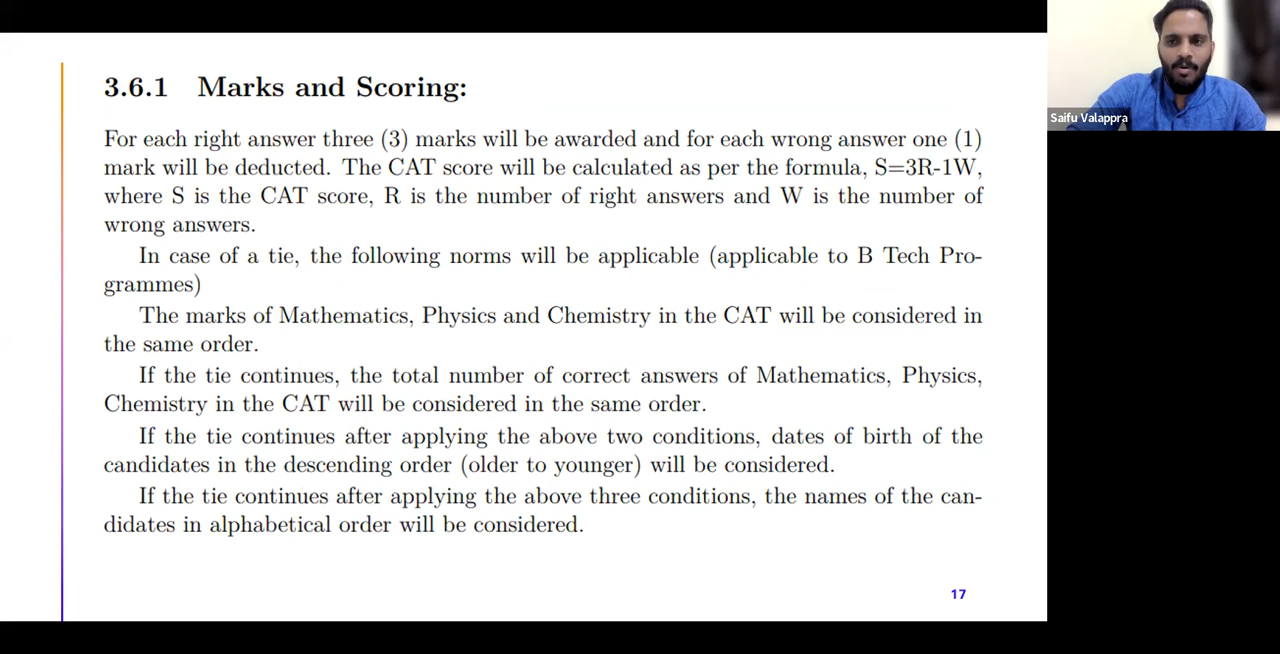 3.6.1 Marks and Scoring:
For each right answer three (3) marks will be awarded and for each wrong answer one (1)
mark will be deducted. The CAT score will be calculated as per the formula, S=3R-1W,
where S is the CAT score, R is the number of right answers and W is the number of
wrong answers.
In case of a tie, the following norms will be applicable (applicable to B Tech Pro-
grammes)
The marks of Mathematics, Physics and Chemistry in the CAT will be considered in
the same order.
If the tie continues, the total number of correct answers of Mathematics, Physics,
Chemistry in the CAT will be considered in the same order.
If the tie continues after applying the above two conditions, dates of birth of the
candidates in the descending order (older to younger) will be considered.
If the tie continues after applying the above three conditions, the names of the can-
didates in alphabetical order will be considered.
17
Saifu Valappra